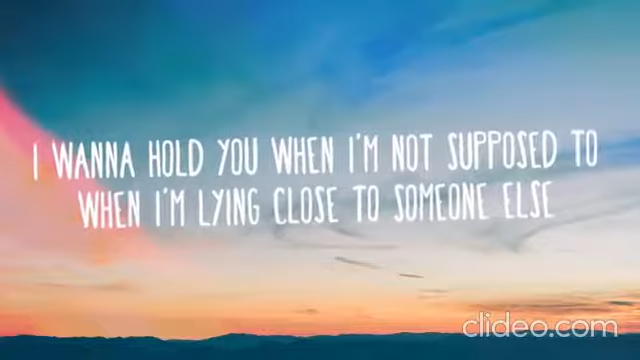 I WANNA HOLD YOU WHEN I'M NOT SUPPOSED TO
WHEN I'M LYING CLOSE TO SOMEONE ELSE
clideo.com